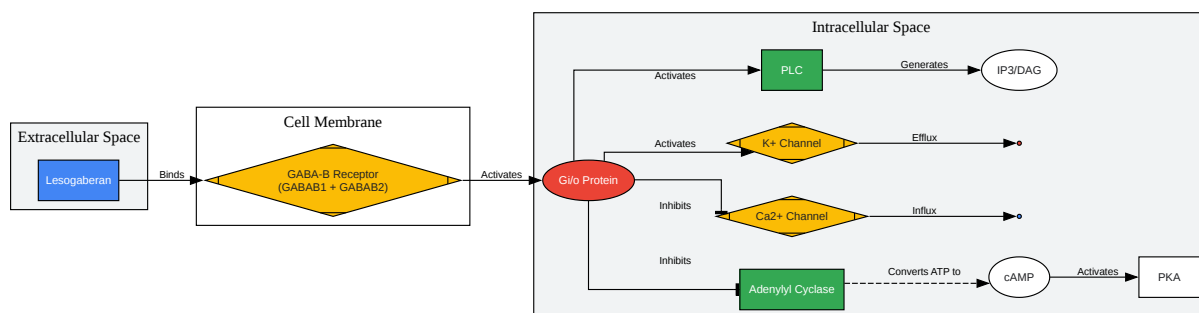 Intracellular Space
PLC
Generates
IP3/DAG
Activates
Extracellular Space
Cell Membrane
Lesogaberan
Binds
GABA-B Receptor
(GABAB1 + GABAB2)
Activates
Gi/o Protein
Activates
K+ Channel
Efflux
Inhibits
Ca2+ Channel
Influx
Inhibits
Adenylyl Cyclase
Converts ATP to
cAMP
Activates
PKA